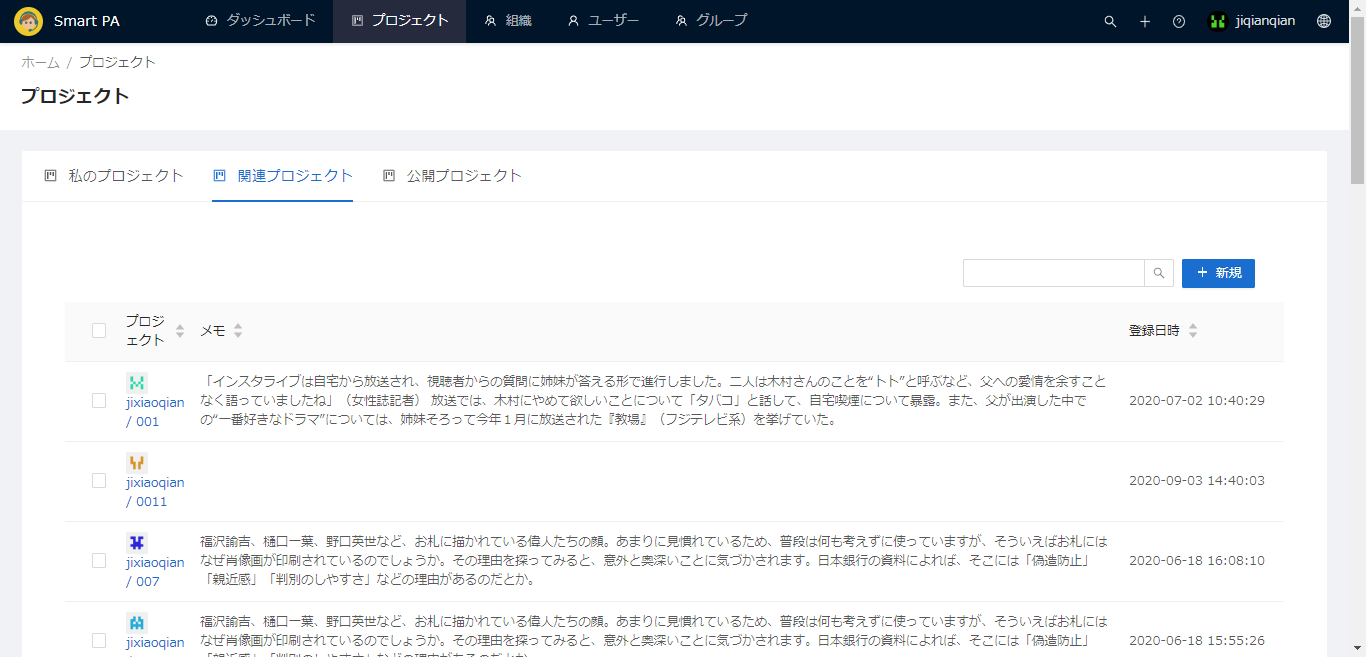 Smart PA ダッシュボード プロジェクト 組織 ユーザー グループ jiqianqian
ホーム / プロジェクト
プロジェクト
私のプロジェクト 関連プロジェクト 公開プロジェクト
+ 新規
プロジ
ェクト メモ 登録日時
jixiaoqian
/ 001
「インスタライブは自宅から放送され、視聴者からの質問に姉妹が答える形で進行しました。二人は木村さんのことを“トト”と呼ぶなど、父への愛情を余すこと
なく語っていましたね」（女性誌記者） 放送では、木村にやめて欲しいことについて「タバコ」と話して、自宅喫煙について暴露。また、父が出演した中で
の“一番好きなドラマ”については、姉妹そろって今年１月に放送された『教場』（フジテレビ系）を挙げていた。
2020-07-02 10:40:29
jixiaoqian
/ 0011
2020-09-03 14:40:03
jixiaoqian
/ 007
福沢諭吉、樋口一葉、野口英世など、お札に描かれている偉人たちの顔。あまりに見慣れているため、普段は何も考えずに使っていますが、そういえばお札には
なぜ肖像画が印刷されているのでしょうか。その理由を探ってみると、意外と奥深いことに気づかされます。日本銀行の資料によれば、そこには「偽造防止」
「親近感」「判別のしやすさ」などの理由があるのだとか。
2020-06-18 16:08:10
jixiaoqian
福沢諭吉、樋口一葉、野口英世など、お札に描かれている偉人たちの顔。あまりに見慣れているため、普段は何も考えずに使っていますが、そういえばお札には
なぜ肖像画が印刷されているのでしょうか。その理由を探ってみると、意外と奥深いことに気づかされます。日本銀行の資料によれば、そこには「偽造防止」
2020-06-18 15:55:26